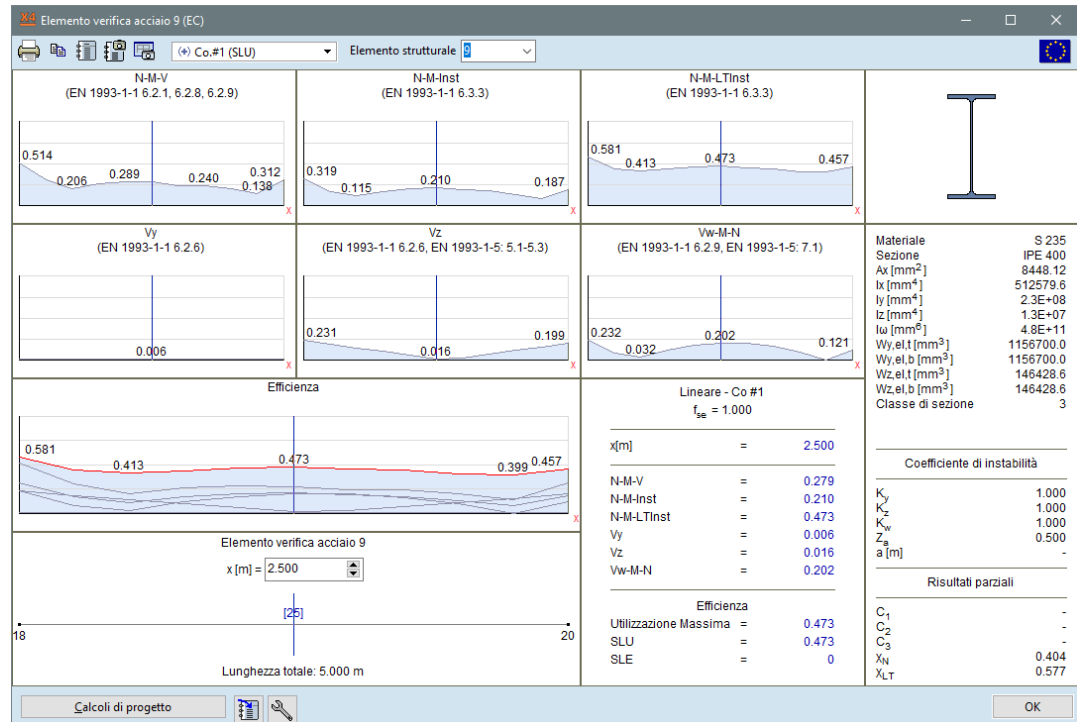 Elemento verifica acciaio 9 (EC)
(+) Co.#1 (SLU)
Elemento strutturale 9
N-M-V
(EN 1993-1-1 6.2.1, 6.2.8, 6.2.9)
0.514
0.206
0.289
0.240
0.312
0.138
x
N-M-Inst
(EN 1993-1-1 6.3.3)
0.319
0.115
0.210
0.187
x
N-M-LTInst
(EN 1993-1-1 6.3.3)
0.581
0.413
0.473
0.457
x
Vy
(EN 1993-1-1 6.2.6)
0.006
x
Vz
(EN 1993-1-1 6.2.6, EN 1993-1-5: 5.1-5.3)
0.231
0.016
0.199
x
Vw-M-N
(EN 1993-1-1 6.2.9, EN 1993-1-5: 7.1)
0.232
0.032
0.202
0.121
x
Efficienza
0.581
0.413
0.473
0.399
0.457
x
Elemento verifica acciaio 9
x [m] = 2.500
[25]
18
20
Lunghezza totale: 5.000 m
Lineare - Co #1
fse = 1.000
x[m] = 2.500
N-M-V = 0.279
N-M-Inst = 0.210
N-M-LTInst = 0.473
Vy = 0.006
Vz = 0.016
Vw-M-N = 0.202
Efficienza
Utilizzazione Massima = 0.473
SLU = 0.473
SLE = 0
Materiale S 235
Sezione IPE 400
Ax [mm2] 8448.12
Ix [mm4] 512579.6
Iy [mm4] 2.3E+08
Iz [mm4] 1.3E+07
Iω [mm6] 4.8E+11
Wy,el,t [mm3] 1156700.0
Wy,el,b [mm3] 1156700.0
Wz,el,t [mm3] 146428.6
Wz,el,b [mm3] 146428.6
Classe di sezione 3
Coefficiente di instabilità
Ky 1.000
Kz 1.000
Kw 1.000
Za 0.500
a [m] -
Risultati parziali
C1 -
C2 -
C3 -
χN 0.404
χLT 0.577
Calcoli di progetto
OK